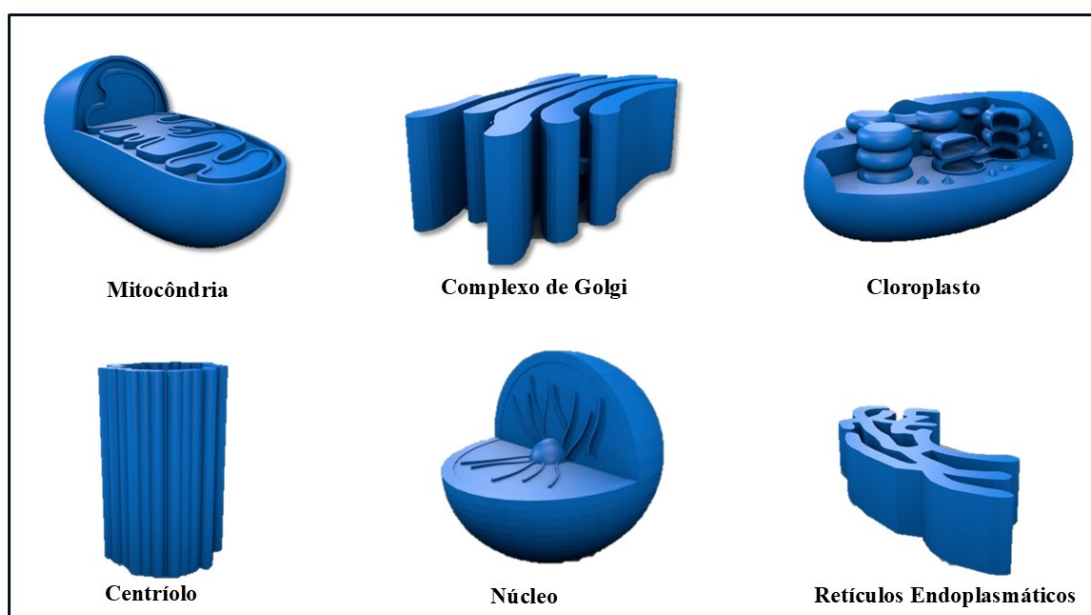 Mitocôndria
Complexo de Golgi
Cloroplasto
Centríolo
Núcleo
Retículos Endoplasmáticos